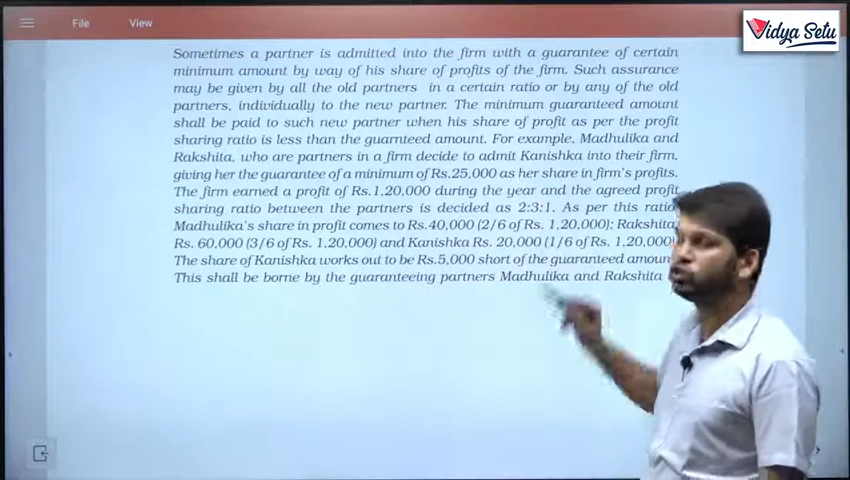 File View
Vidya Setu
Sometimes a partner is admitted into the firm with a guarantee of certain
minimum amount by way of his share of profits of the firm. Such assurance
may be given by all the old partners in a certain ratio or by any of the old
partners, individually to the new partner. The minimum guaranteed amount
shall be paid to such new partner when his share of profit as per the profit
sharing ratio is less than the guarnteed amount. For example, Madhulika and
Rakshita, who are partners in a firm decide to admit Kanishka into their firm,
giving her the guarantee of a minimum of Rs.25,000 as her share in firm's profits.
The firm earned a profit of Rs.1,20,000 during the year and the agreed profit
sharing ratio between the partners is decided as 2:3:1. As per this ratio
Madhulika's share in profit comes to Rs.40,000 (2/6 of Rs. 1,20,000); Rakshita
Rs. 60,000 (3/6 of Rs. 1,20,000) and Kanishka Rs. 20,000 (1/6 of Rs. 1,20,000)
The share of Kanishka works out to be Rs.5,000 short of the guaranteed amoun
This shall be borne by the guaranteeing partners Madhulika and Rakshita